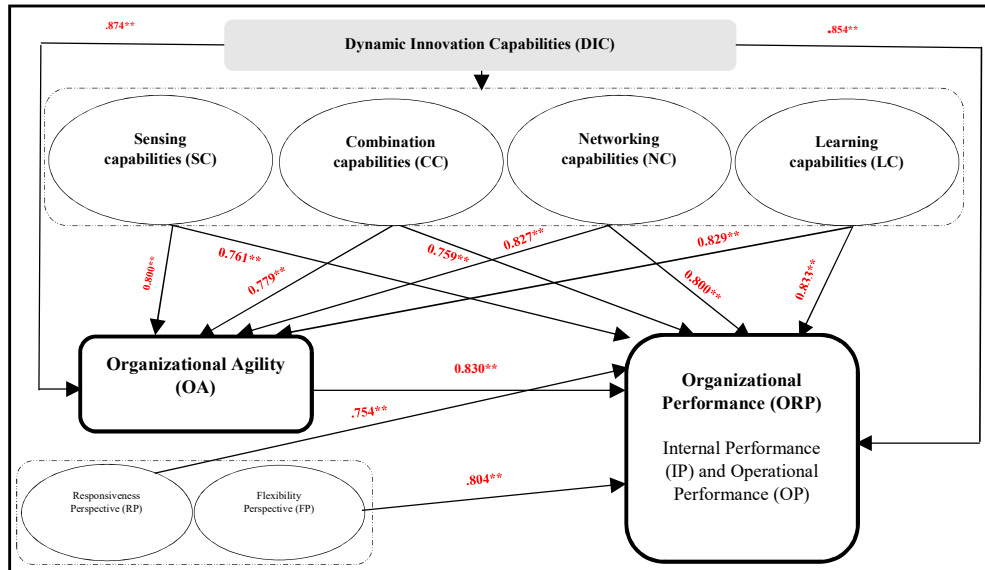 .874**
Dynamic Innovation Capabilities (DIC)
.854**
Sensing
capabilities (SC)
Combination
capabilities (CC)
Networking
capabilities (NC)
Learning
capabilities (LC)
0.800**
0.761**
0.779**
0.759**
0.827**
0.800**
0.829**
0.833**
Organizational Agility
(OA)
0.830**
.754**
Organizational
Performance (ORP)
Internal Performance
(IP) and Operational
Performance (OP)
Responsiveness
Perspective (RP)
Flexibility
Perspective (FP)
.804**